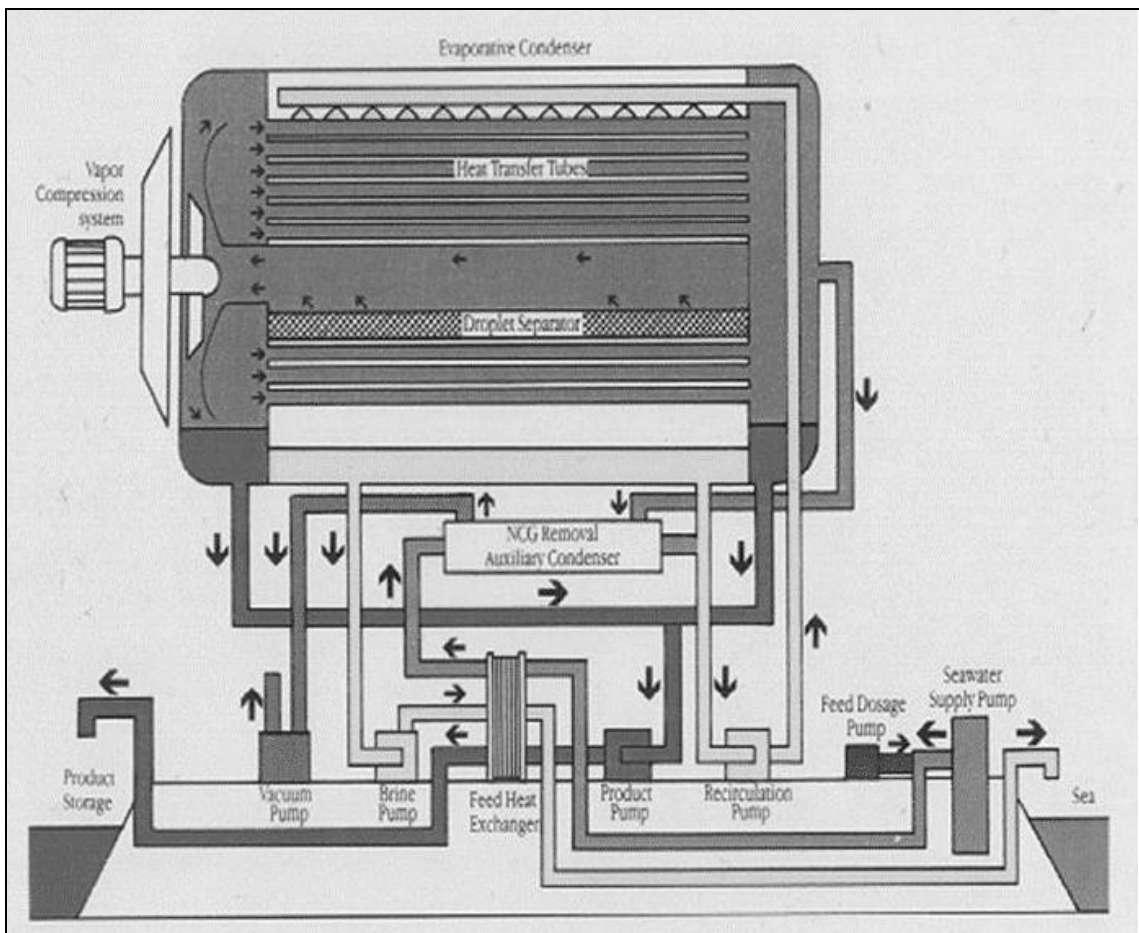 Evaporative Condenser
Vapor
Compression
system
Heat Transfer Tubes
Droplet Separator
NCG Removal
Auxiliary Condenser
Seawater
Supply Pump
Feed Dosage
Pump
Product
Storage
Vacuum
Pump
Brine
Pump
Feed Heat
Exchanger
Product
Pump
Recirculation
Pump
Sea